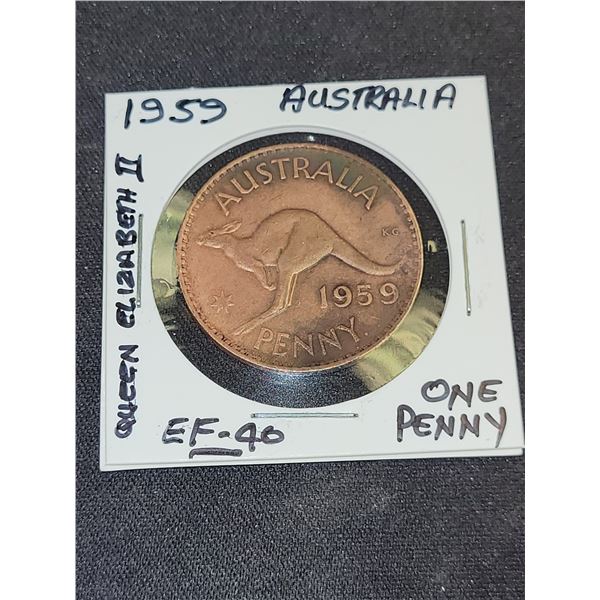 1959 AUSTRALIA
QUEEN ELIZABETH II
AUSTRALIA
KG
1959
PENNY.
EF-40
ONE
PENNY